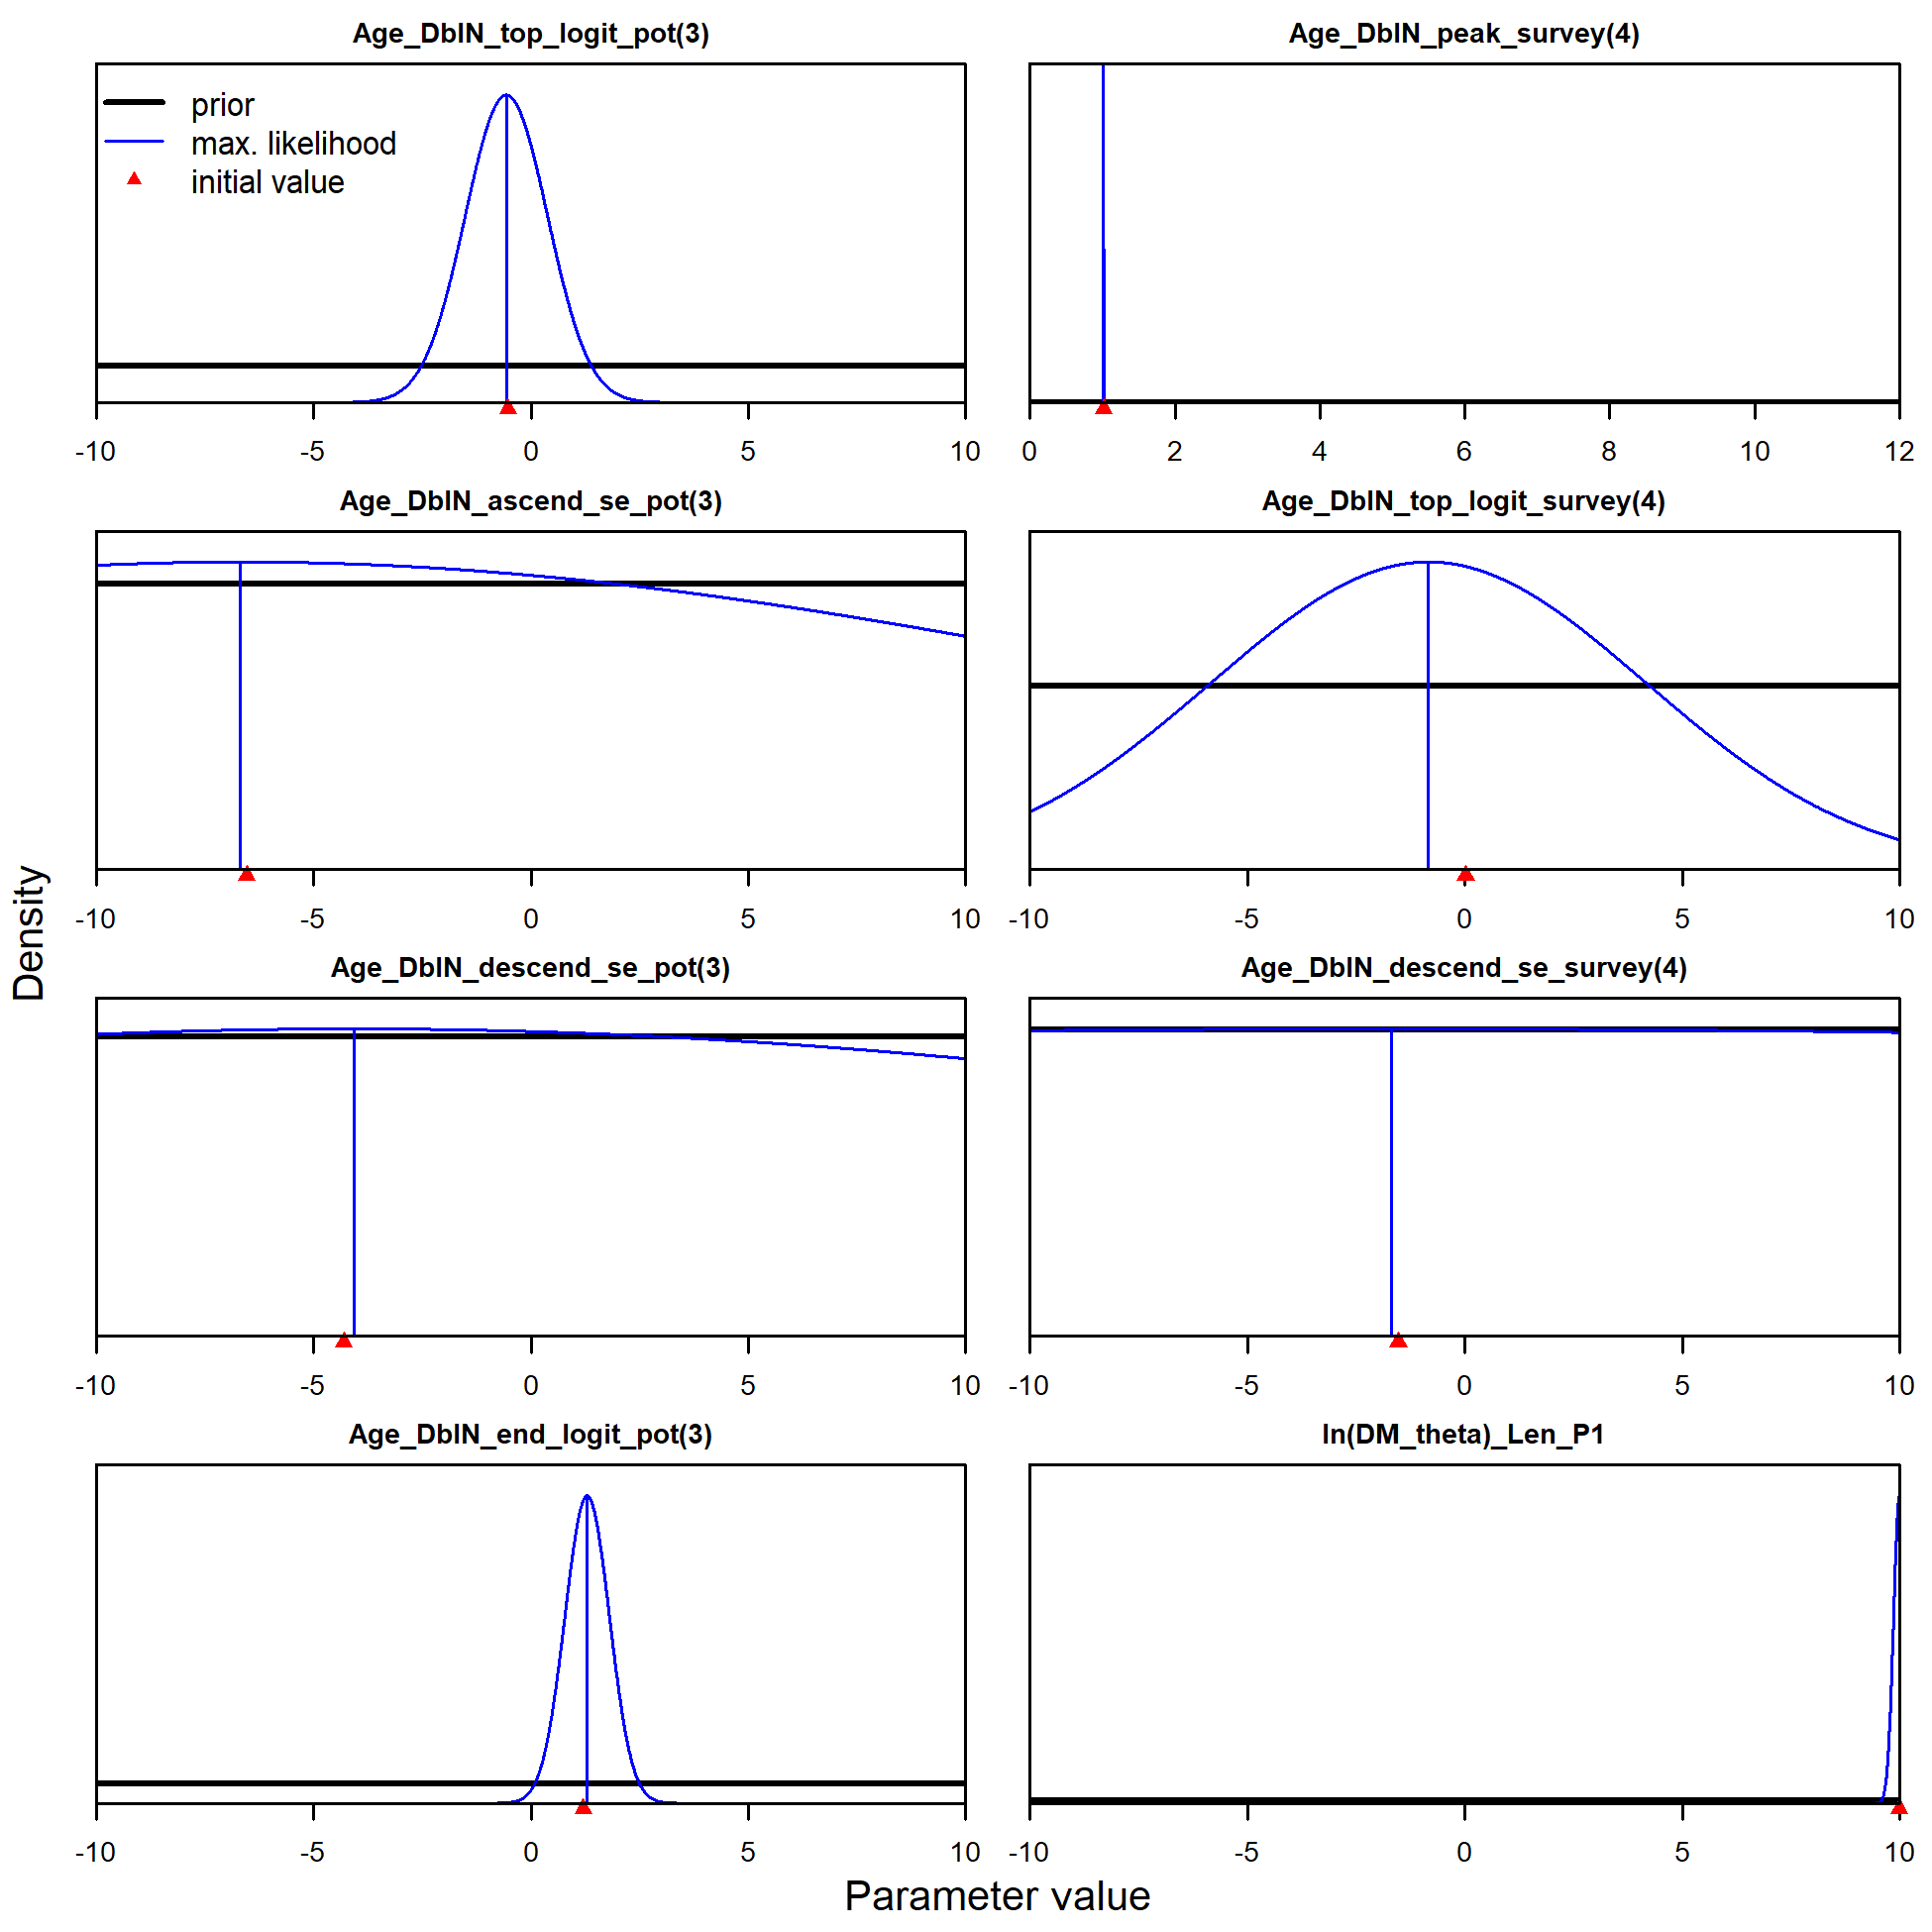 Age_DblN_top_logit_pot(3)
prior
max. likelihood
initial value
-10 -5 0 5 10
Age_DblN_peak_survey(4)
0 2 4 6 8 10 12
Age_DblN_ascend_se_pot(3)
-10 -5 0 5 10
Age_DblN_top_logit_survey(4)
-10 -5 0 5 10
Age_DblN_descend_se_pot(3)
-10 -5 0 5 10
Age_DblN_descend_se_survey(4)
-10 -5 0 5 10
Age_DblN_end_logit_pot(3)
-10 -5 0 5 10
ln(DM_theta)_Len_P1
-10 -5 0 5 10
Density
Parameter value